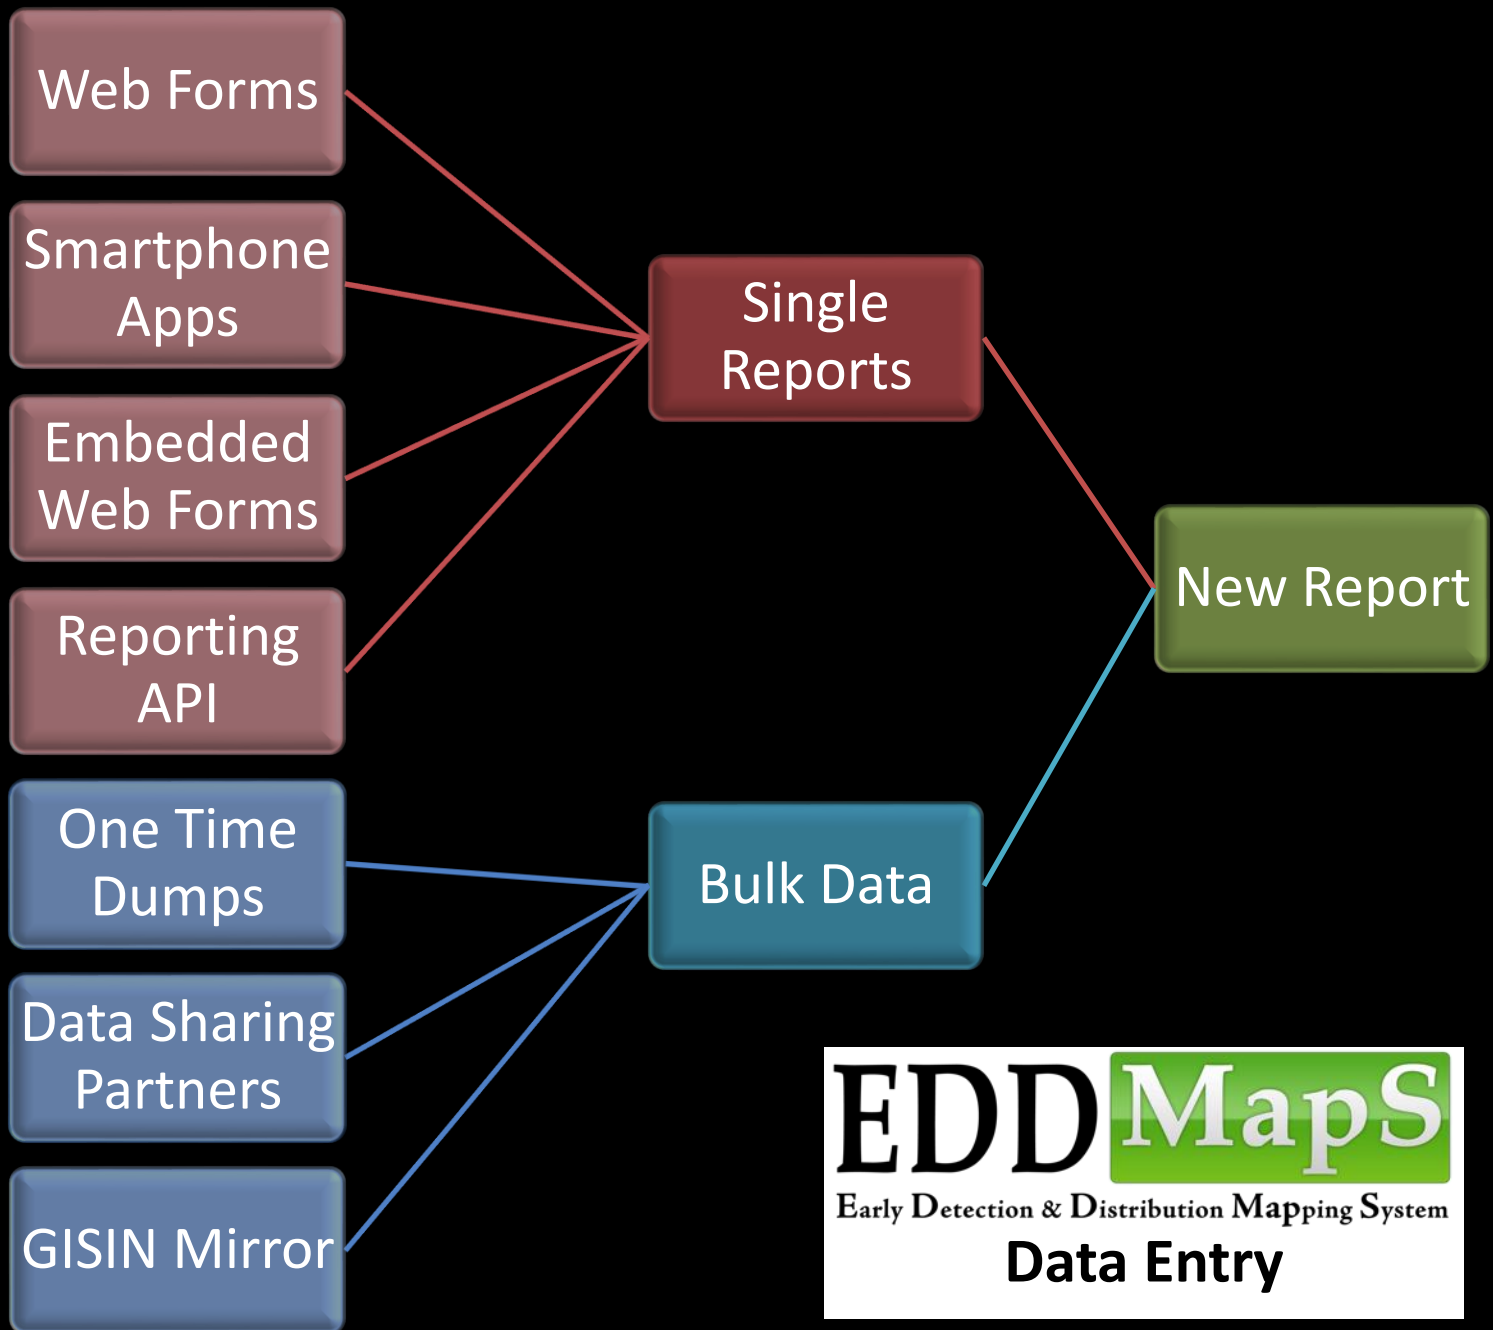 Web Forms
Smartphone
Apps
Embedded
Web Forms
Reporting
API
One Time
Dumps
Data Sharing
Partners
GISIN Mirror
Single
Reports
Bulk Data
New Report
EDDMapS
Early Detection & Distribution Mapping System
Data Entry